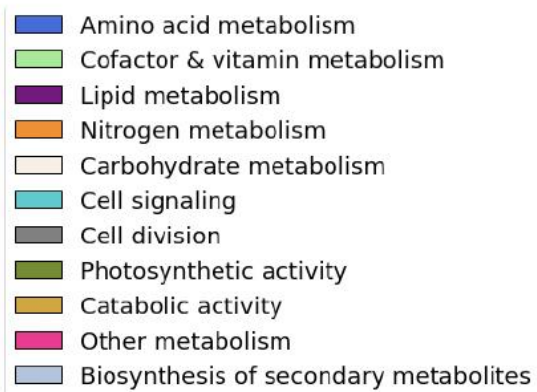 Amino acid metabolism
Cofactor & vitamin metabolism
Lipid metabolism
Nitrogen metabolism
Carbohydrate metabolism
Cell signaling
Cell division
Photosynthetic activity
Catabolic activity
Other metabolism
Biosynthesis of secondary metabolites